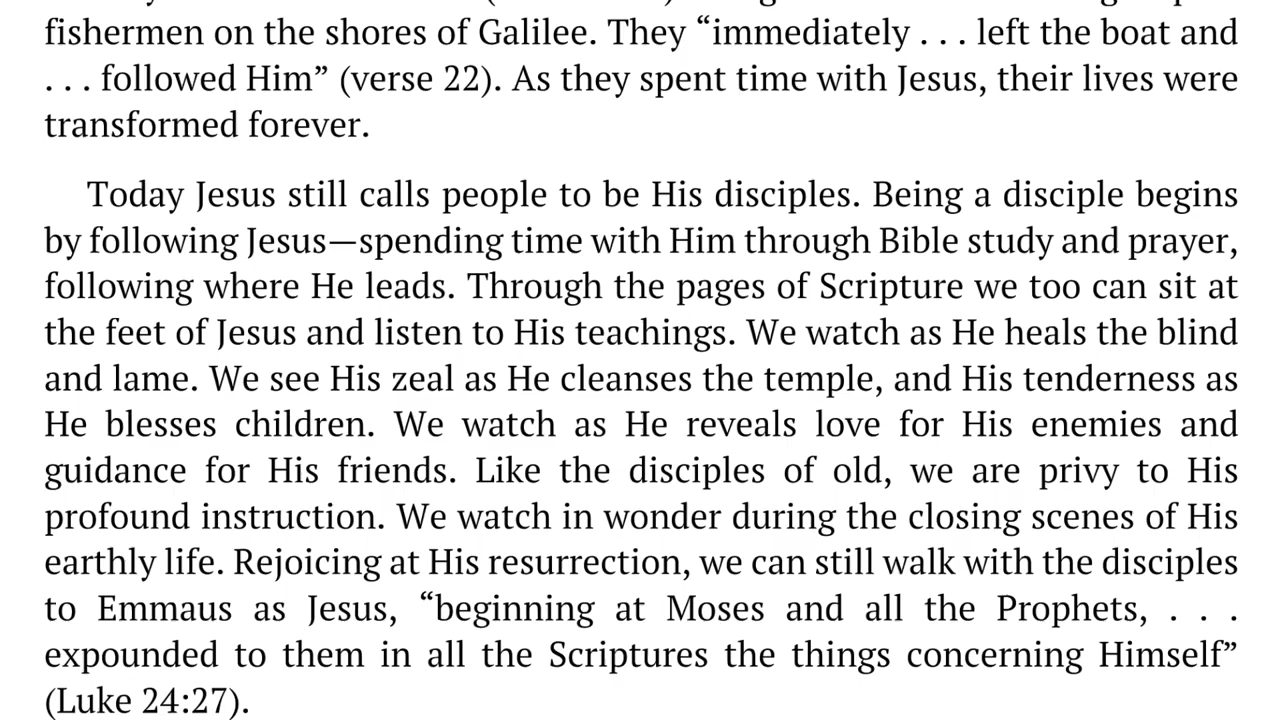 fishermen on the shores of Galilee. They “immediately . . . left the boat and
. . . followed Him” (verse 22). As they spent time with Jesus, their lives were
transformed forever.
Today Jesus still calls people to be His disciples. Being a disciple begins
by following Jesus—spending time with Him through Bible study and prayer,
following where He leads. Through the pages of Scripture we too can sit at
the feet of Jesus and listen to His teachings. We watch as He heals the blind
and lame. We see His zeal as He cleanses the temple, and His tenderness as
He blesses children. We watch as He reveals love for His enemies and
guidance for His friends. Like the disciples of old, we are privy to His
profound instruction. We watch in wonder during the closing scenes of His
earthly life. Rejoicing at His resurrection, we can still walk with the disciples
to Emmaus as Jesus, “beginning at Moses and all the Prophets, . . .
expounded to them in all the Scriptures the things concerning Himself”
(Luke 24:27).